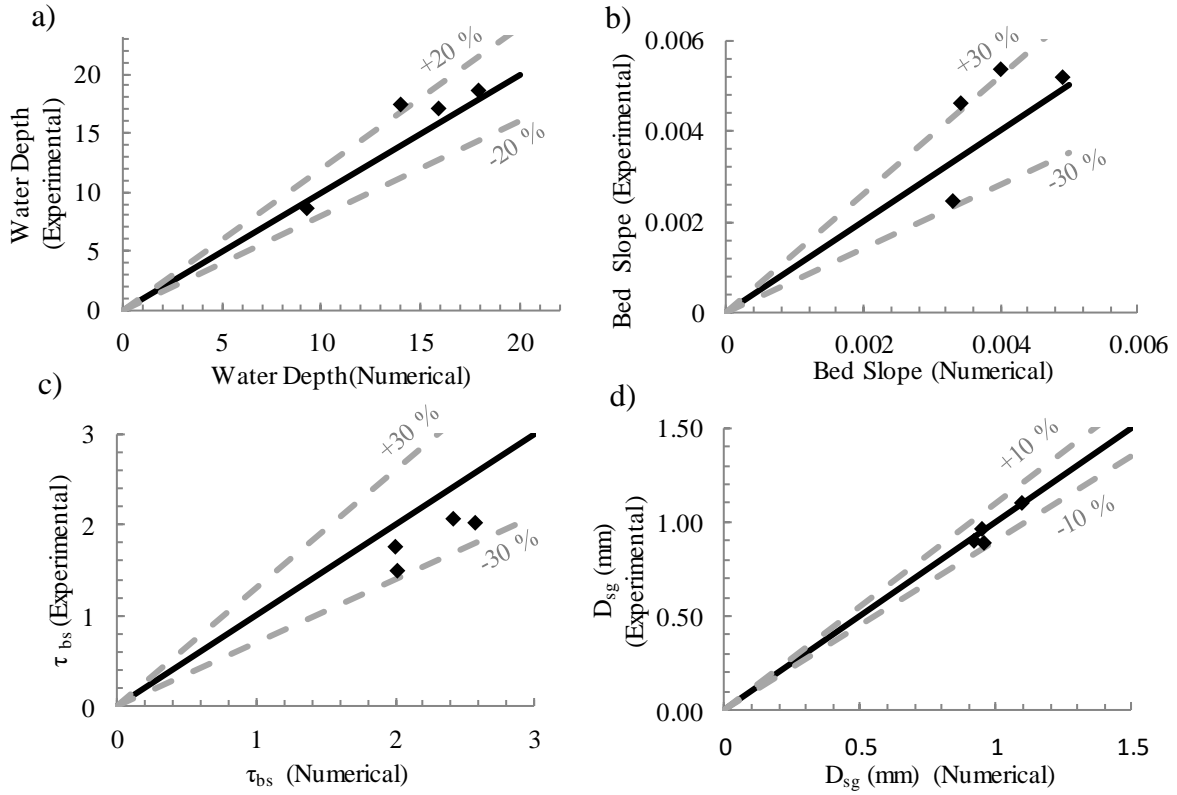 a)
Water Depth
(Experimental)
20
15
10
5
0
+20 %
-20 %
0 5 10 15 20
Water Depth(Numerical)
b)
Bed Slope (Experimental)
0.006
0.004
0.002
0
+30 %
-30 %
0 0.002 0.004 0.006
Bed Slope (Numerical)
c)
τ bs (Experimental)
3
2
1
0
+30 %
-30 %
0 1 2 3
τbs (Numerical)
d)
Dsg (mm)
(Experimental)
1.50
1.00
0.50
0.00
+10 %
-10 %
0 0.5 1 1.5
Dsg (mm) (Numerical)